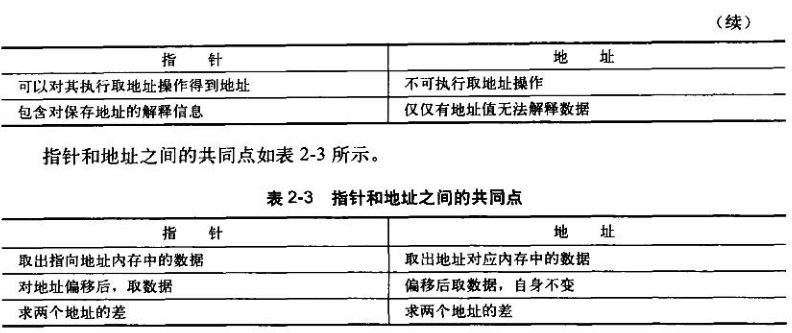 （续）
指 针 地 址
可以对其执行取地址操作得到地址 不可执行取地址操作
包含对保存地址的解释信息 仅仅有地址值无法解释数据
指针和地址之间的共同点如表 2-3 所示。
表 2-3 指针和地址之间的共同点
指 针 地 址
取出指向地址内存中的数据 取出地址对应内存中的数据
对地址偏移后，取数据 偏移后取数据，自身不变
求两个地址的差 求两个地址的差